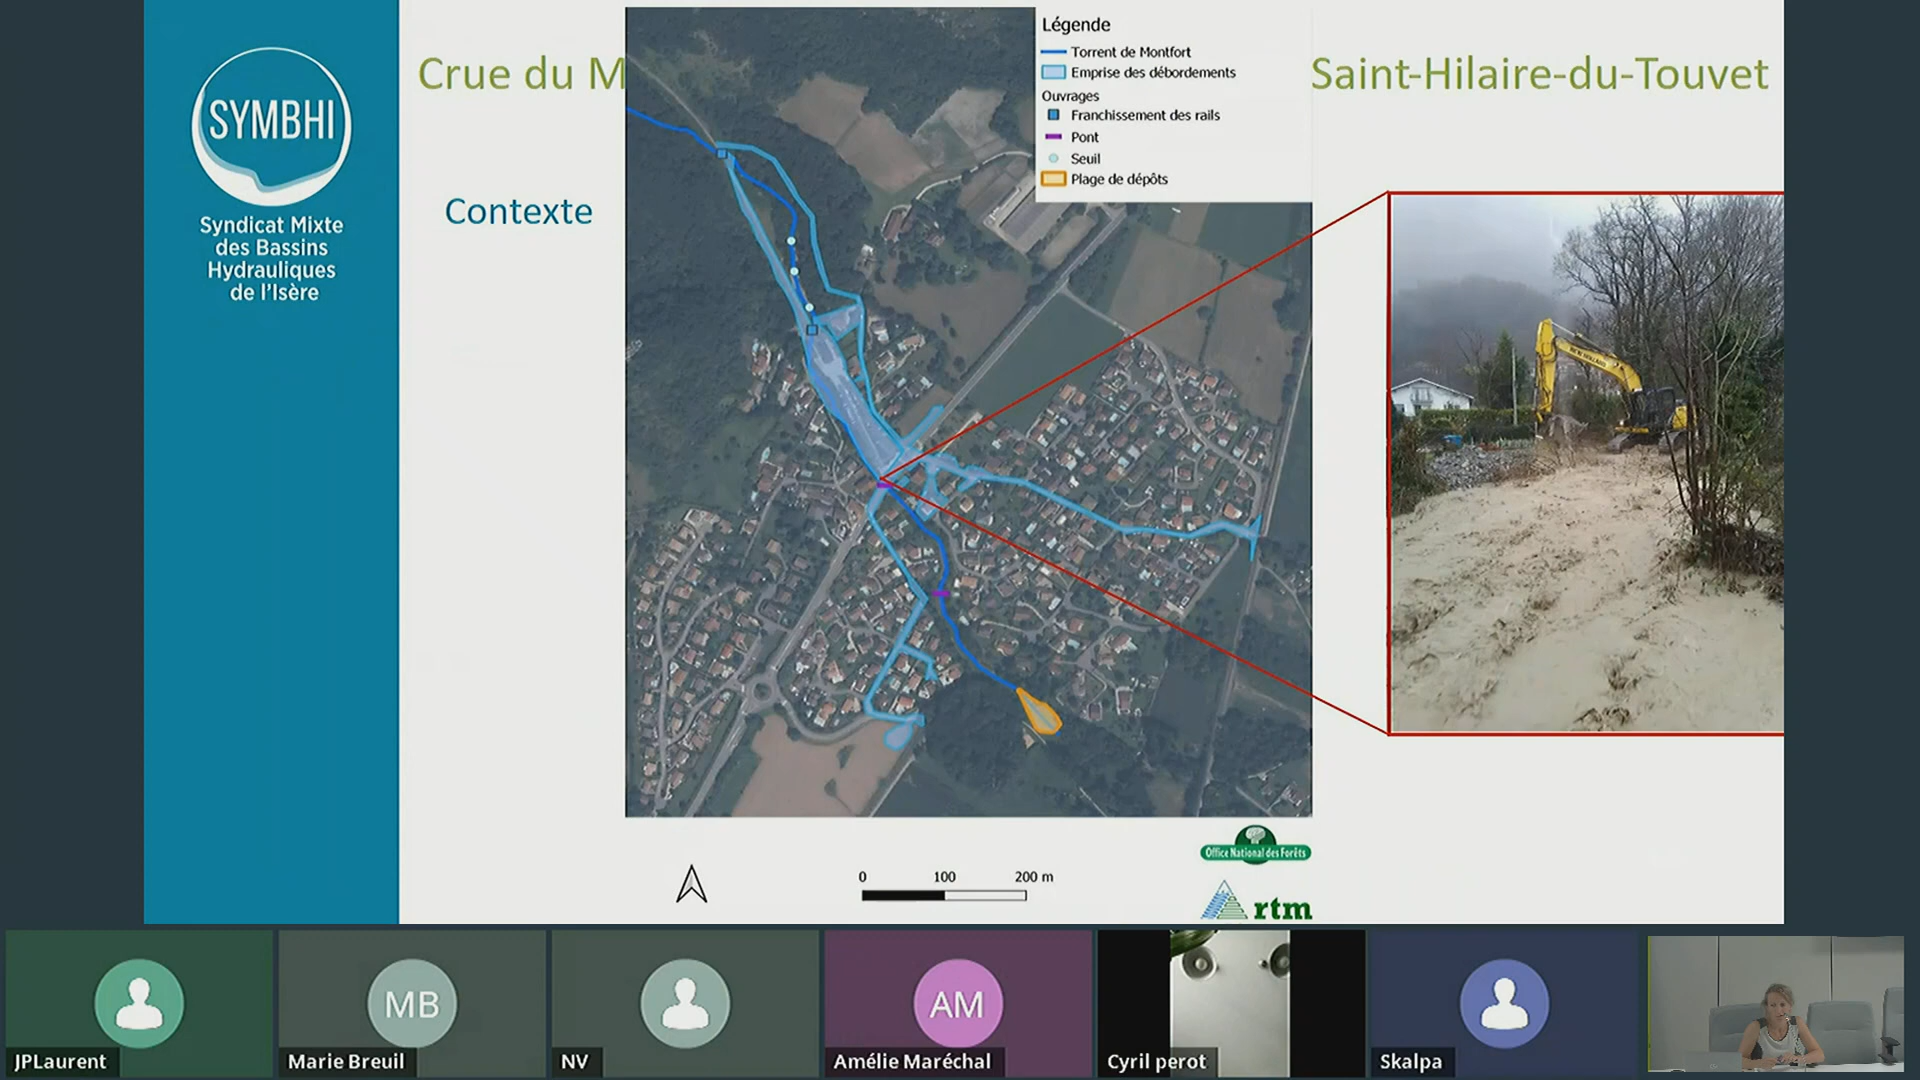 SYMBHI
Syndicat Mixte
des Bassins
Hydrauliques
de l'Isère
Crue du M
Saint-Hilaire-du-Touvet
Contexte
Légende
Torrent de Montfort
Emprise des débordements
Ouvrages
Franchissement des rails
Pont
Seuil
Plage de dépôts
NEW HOLLAND
0 100 200 m
Office National des Forêts
rtm
JPLaurent
MB
Marie Breuil
NV
AM
Amélie Maréchal
Cyril perot
Skalpa